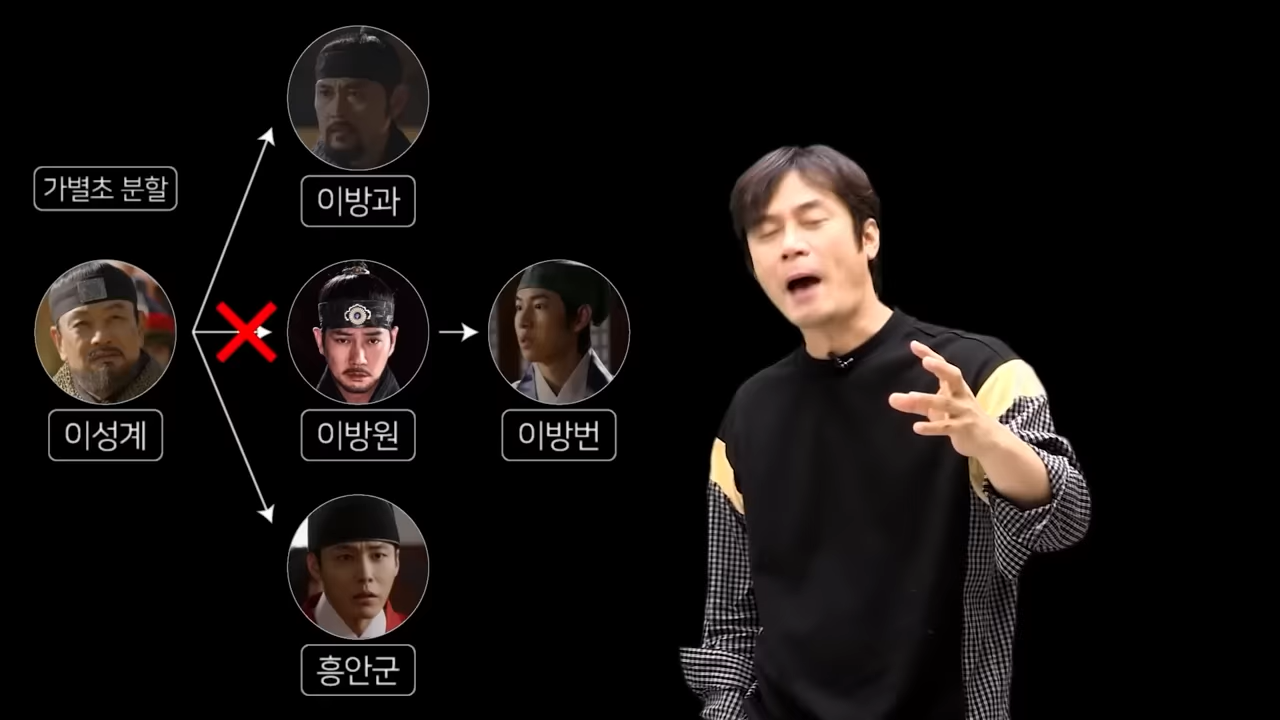 가별초 분할
이방과
이성계
이방원
이방번
흥안군